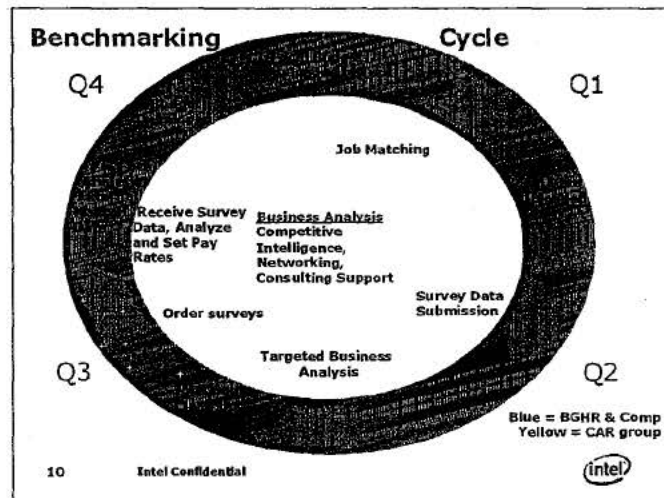 Benchmarking Cycle
Q4
Q1
Job Matching
Receive Survey
Data, Analyze
and Set Pay
Rates
Business Analysis
Competitive
Intelligence,
Networking,
Consulting Support
Survey Data
Submission
Order surveys
Targeted Business
Analysis
Q3
Q2
Blue = BGHR & Comp
Yellow = CAR group
10
Intel Confidential
intel